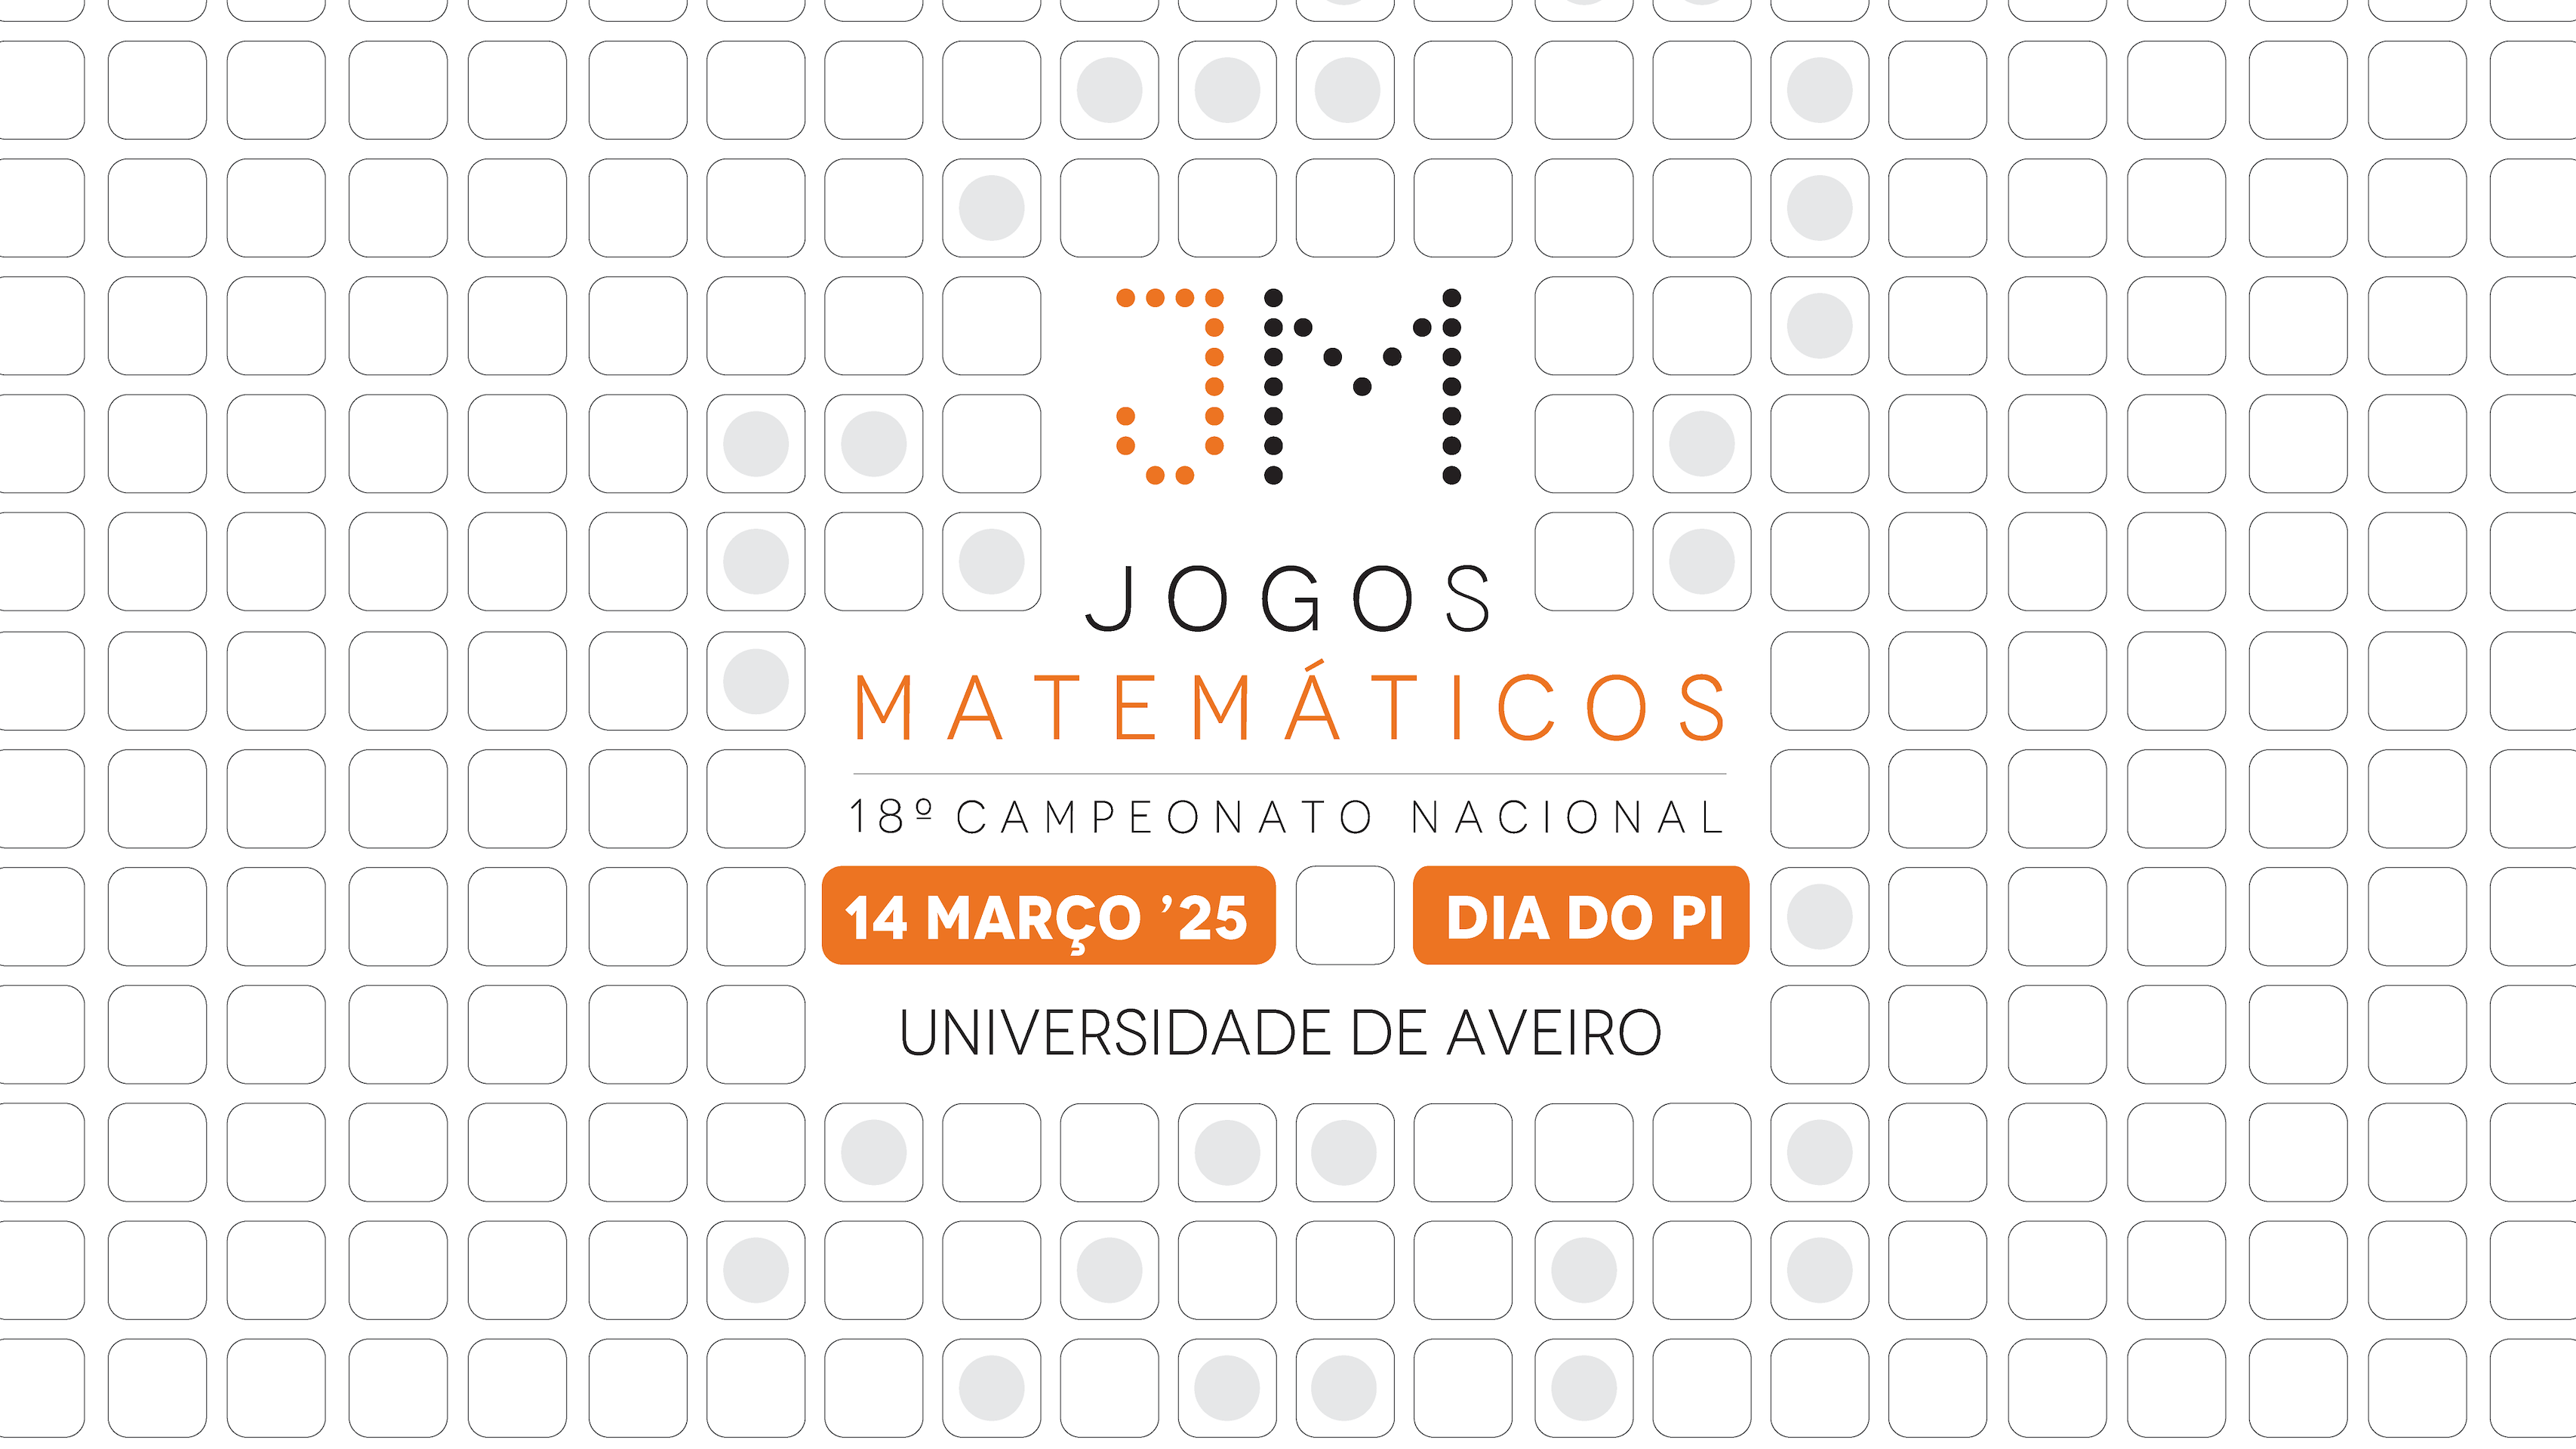 JM
JOGOS
MATEMÁTICOS
18º CAMPEONATO NACIONAL
14 MARÇO ’25 DIA DO PI
UNIVERSIDADE DE AVEIRO